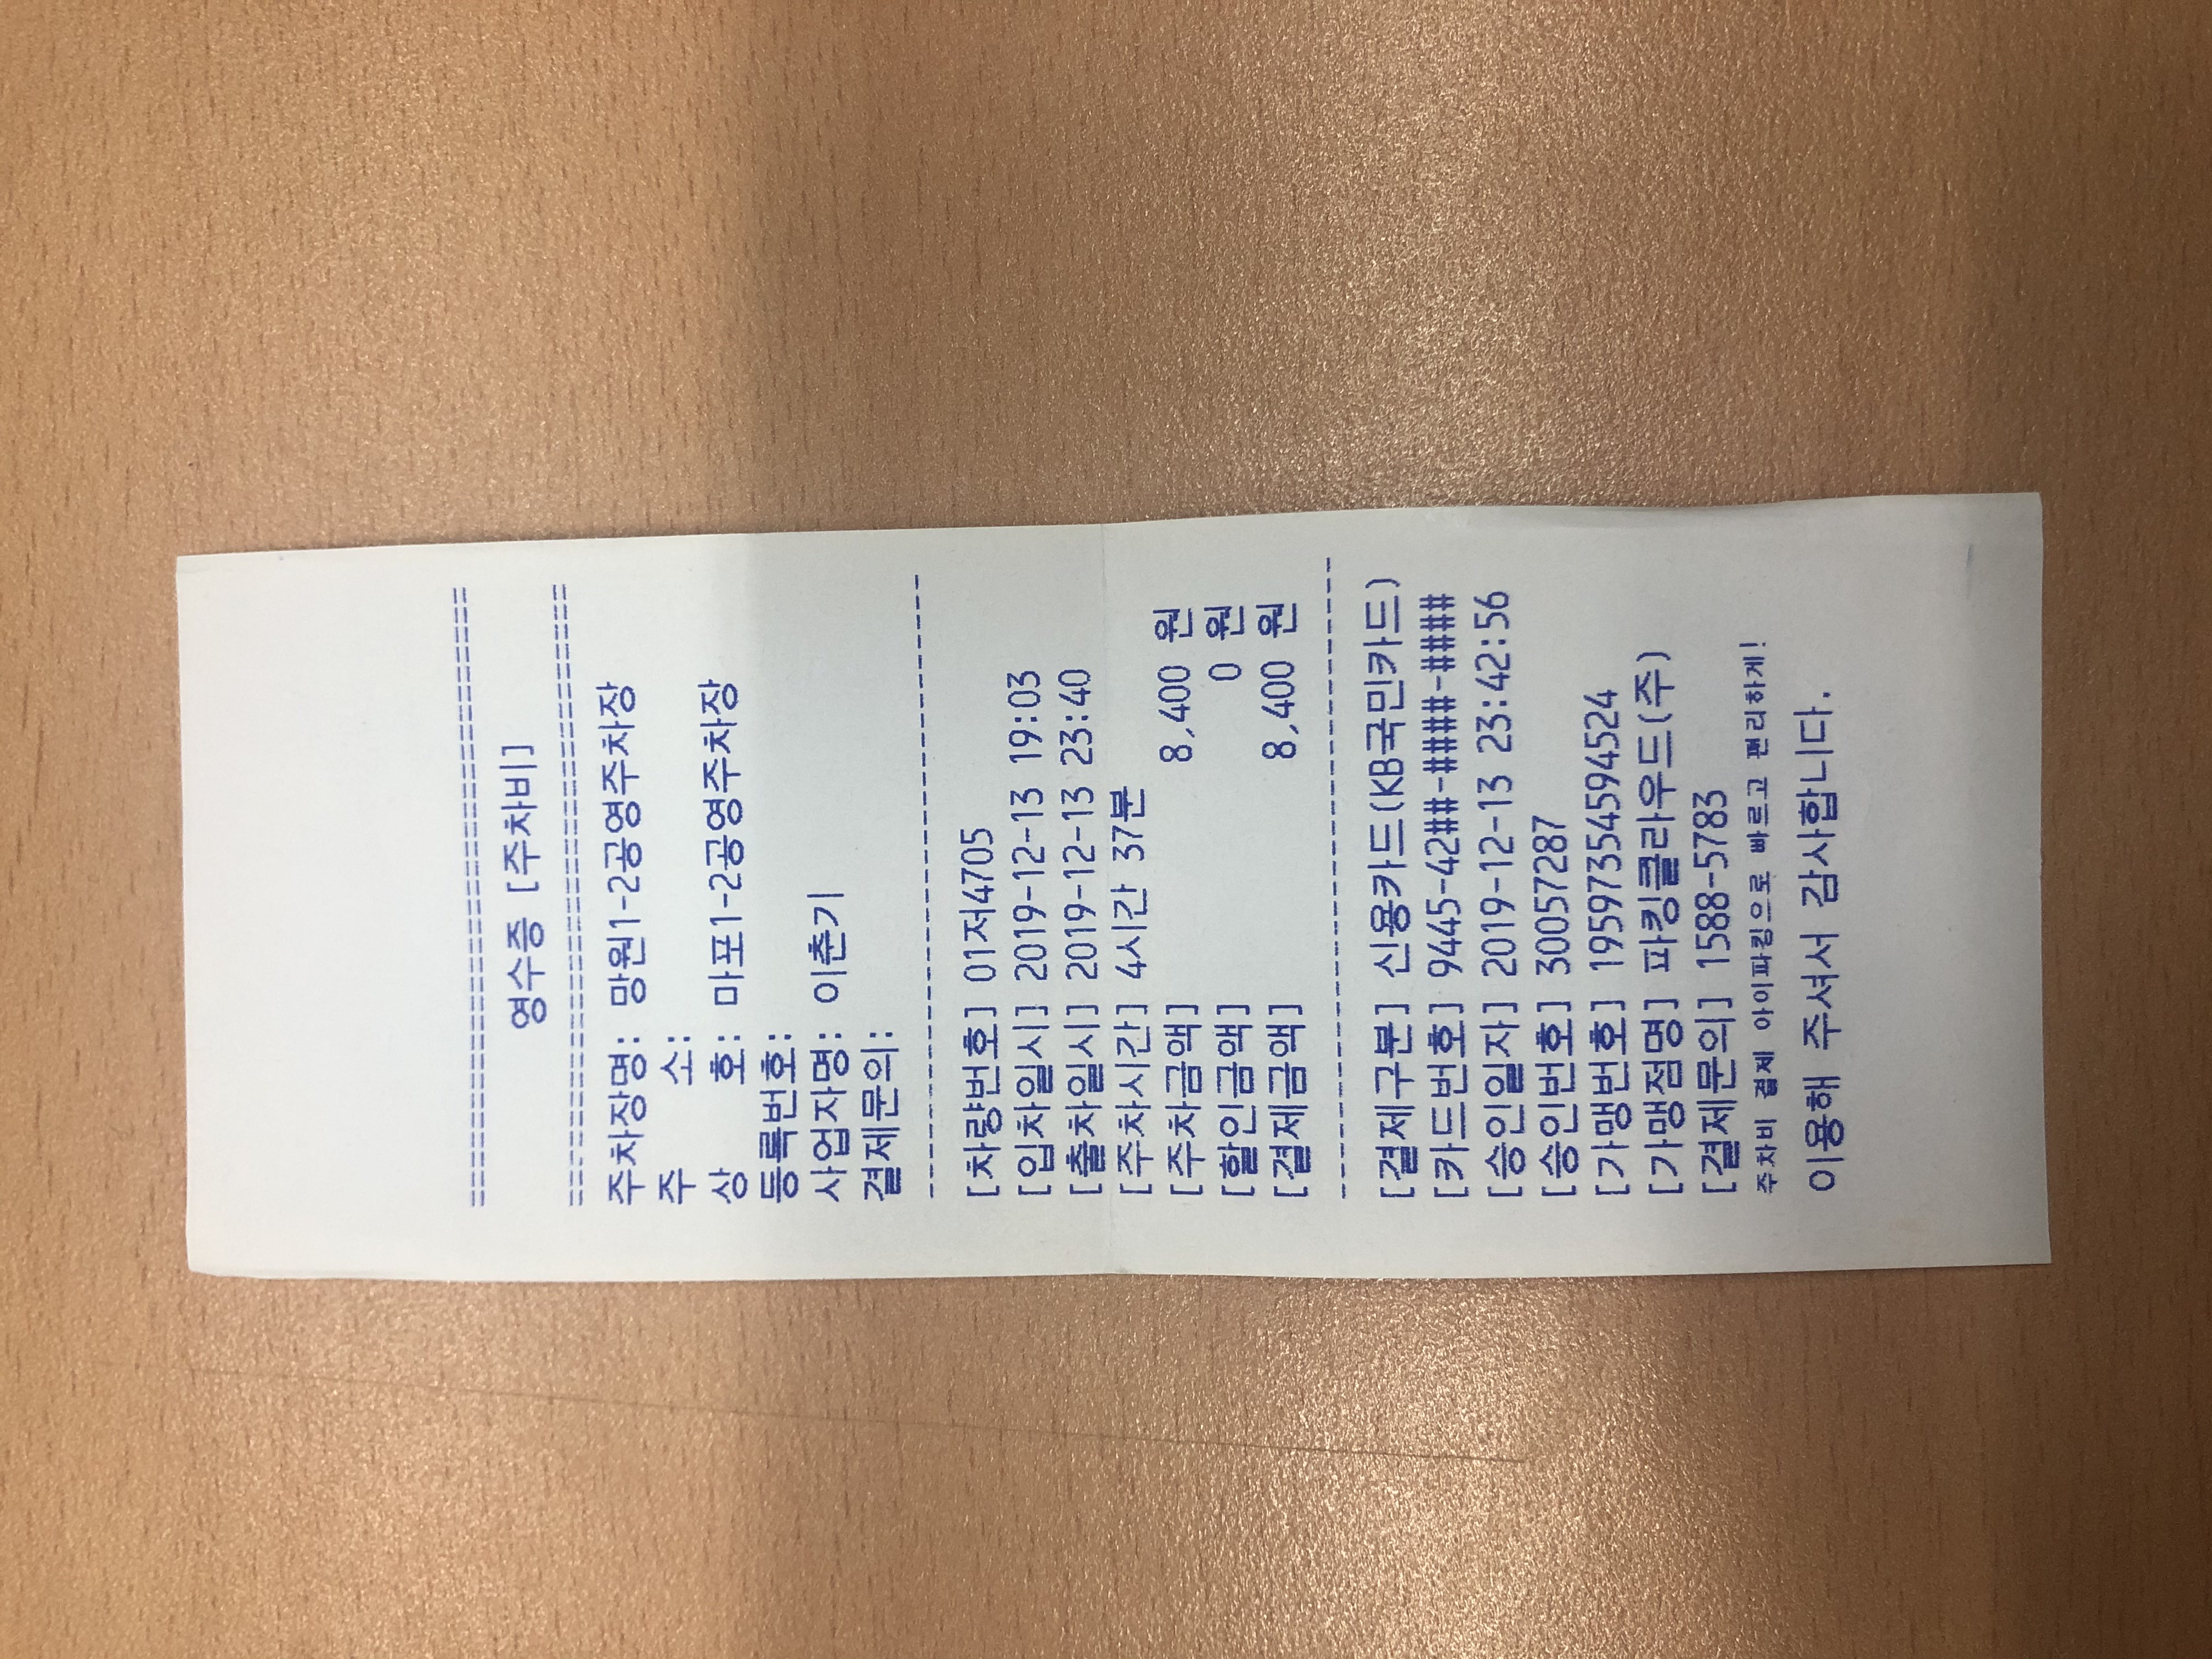 =====================================
영수증 [주차비]
=====================================
주차장명: 망원1-2공영주차장
주 소:
상 호: 마포1-2공영주차장
등록번호:
사업자명: 이춘기
결제문의:
-------------------------------------
[차량번호] 01저4705
[입차일시] 2019-12-13 19:03
[출차일시] 2019-12-13 23:40
[주차시간] 4시간 37분
[주차금액] 8,400 원
[할인금액] 0 원
[결제금액] 8,400 원
-------------------------------------
[결제구분] 신용카드(KB국민카드)
[카드번호] 9445-42##-####-####
[승인일자] 2019-12-13 23:42:56
[승인번호] 30057287
[가맹번호] 195973545945​24
[가맹점명] 파킹클라우드(주)
[결제문의] 1588-5783
주차비 결제 아이파킹으로 빠르고 편리하게!
이용해 주셔서 감사합니다.